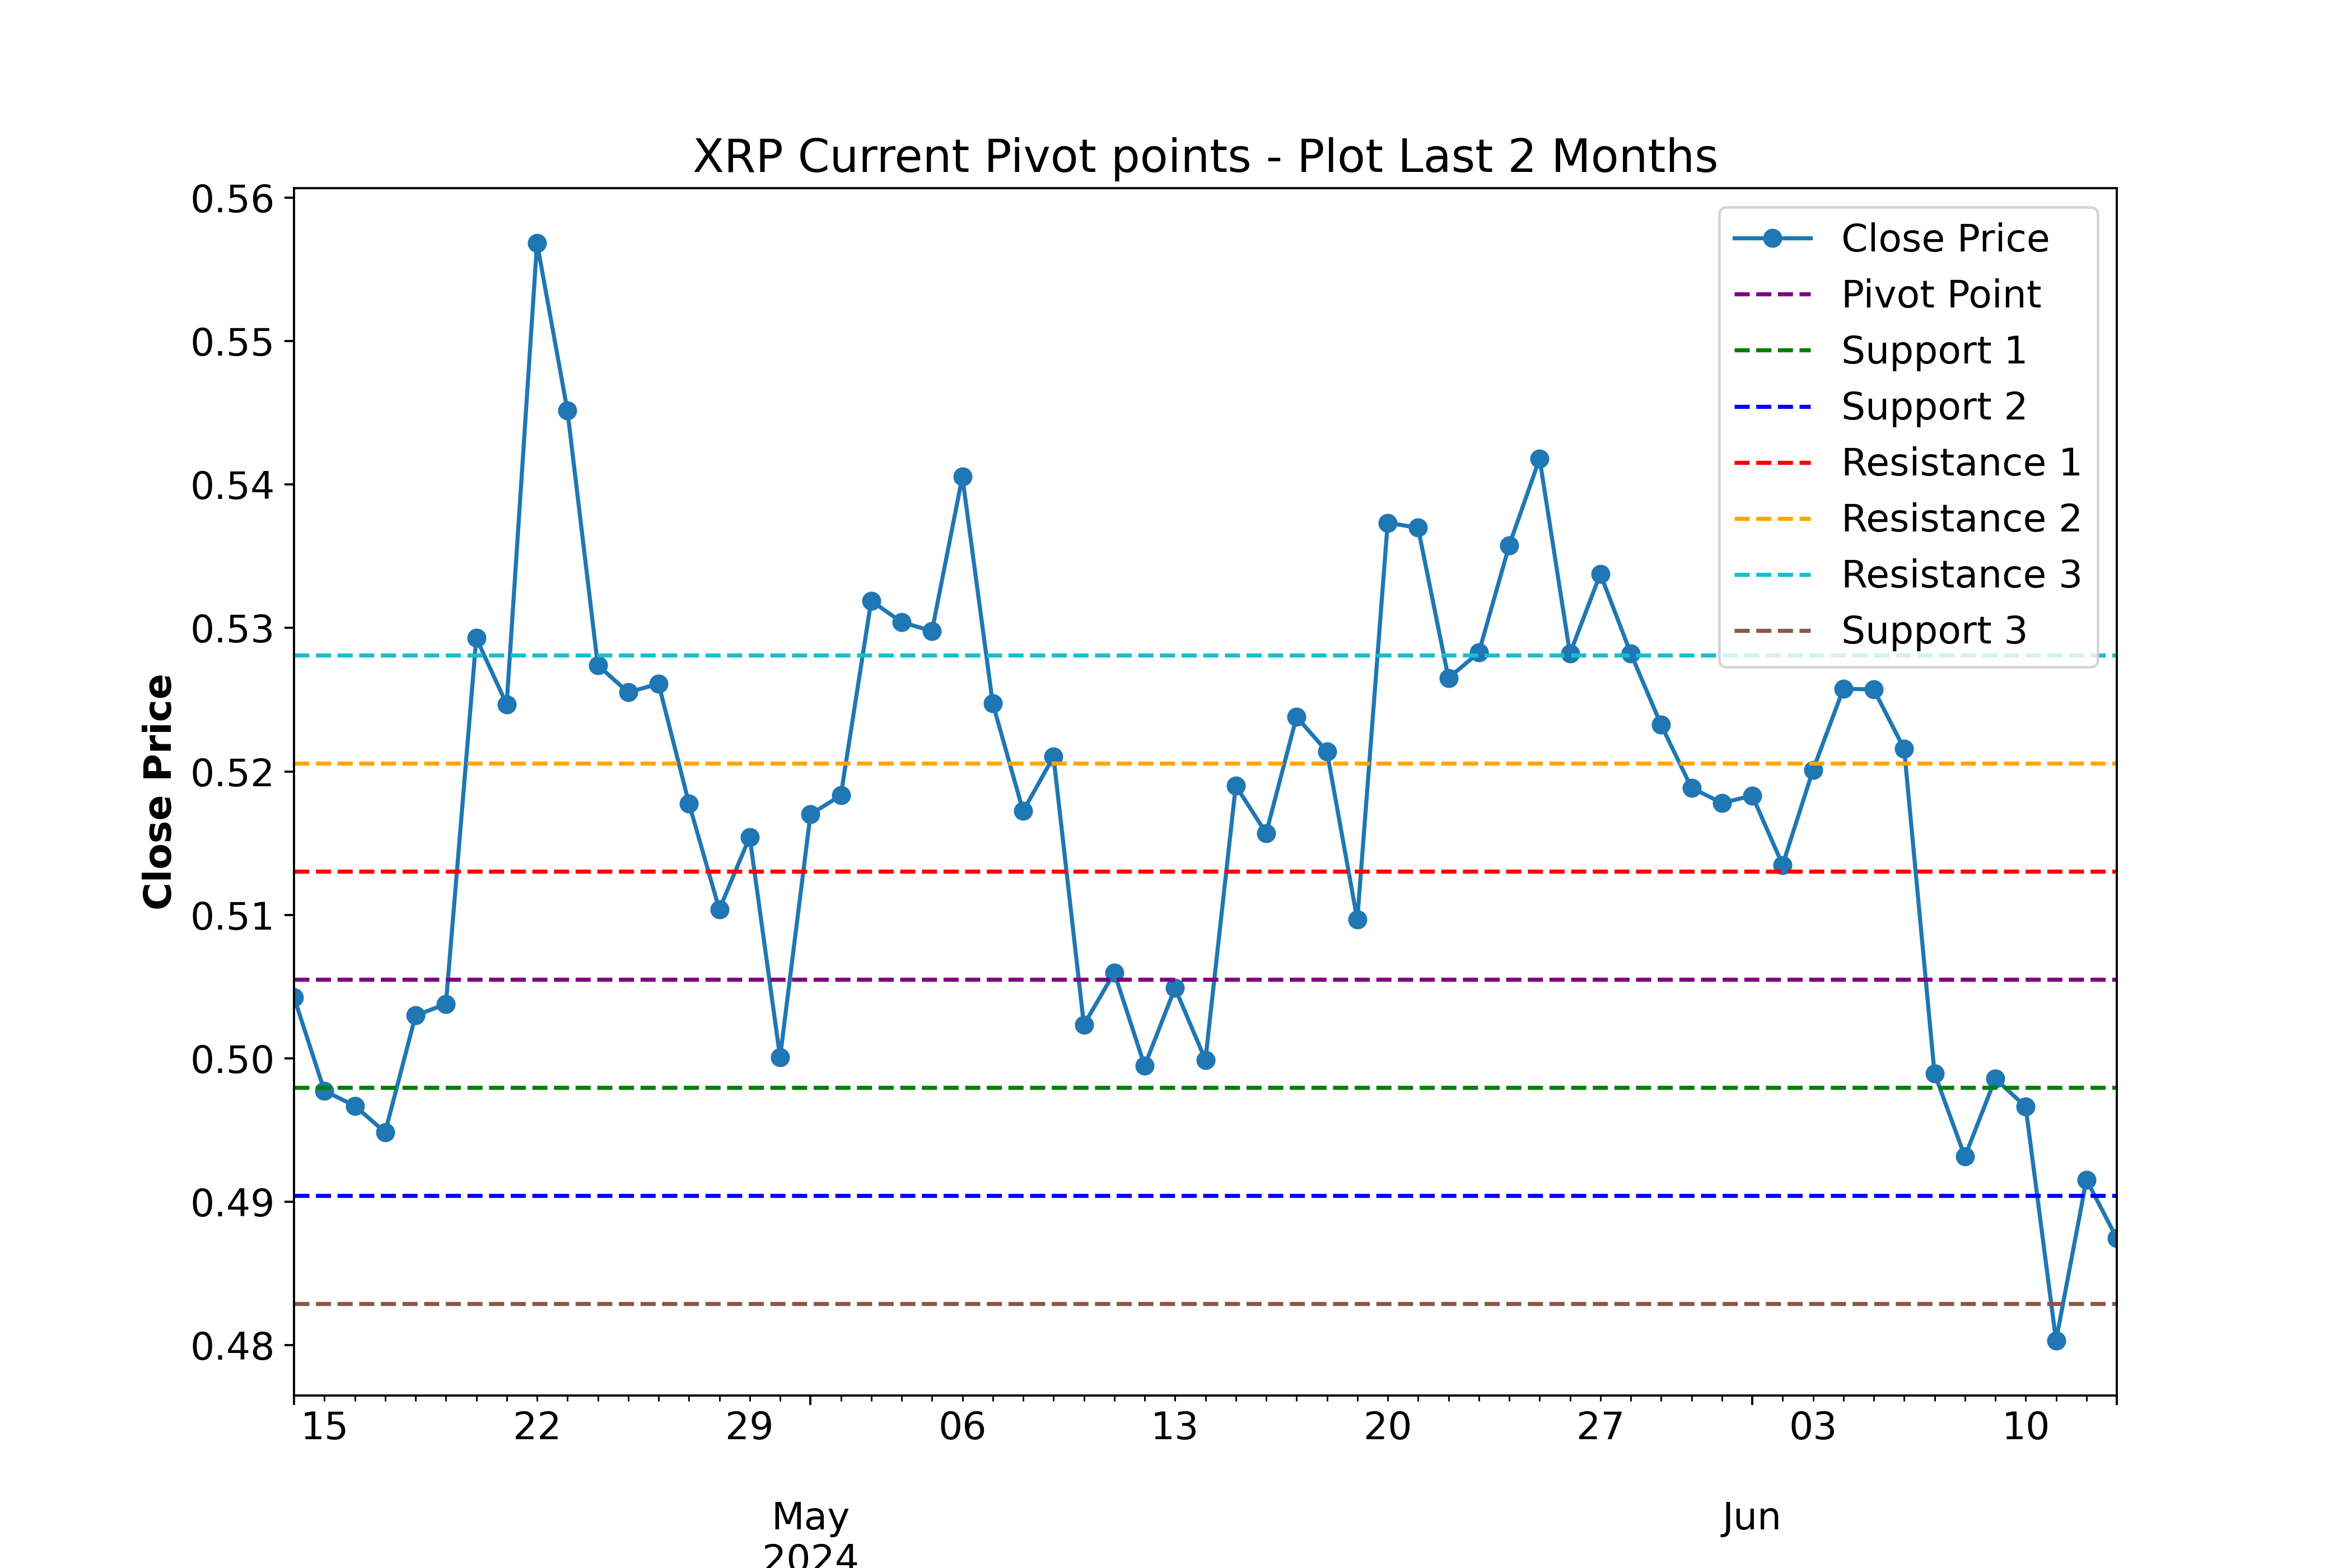 XRP Current Pivot points - Plot Last 2 Months
0.56
0.55
0.54
0.53
0.52
0.51
0.50
0.49
0.48
Close Price
Close Price
Pivot Point
Support 1
Support 2
Resistance 1
Resistance 2
Resistance 3
Support 3
15 22 29 06 13 20 27 03 10
May Jun
2024